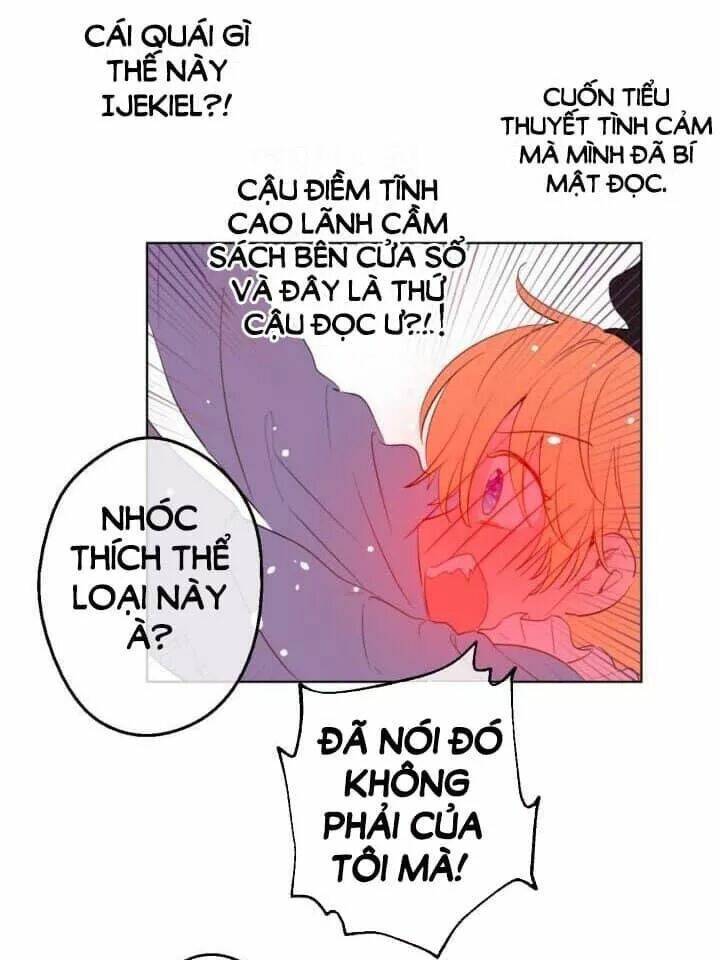 CÁI QUÁI GÌ
THẾ NÀY
IJEKIEL?!
CUỐN TIỂU
THUYẾT TÌNH CẢM
MÀ MÌNH ĐÃ BÍ
MẬT ĐỌC.
CẬU ĐIỀM TĨNH
CAO LÃNH CẦM
SÁCH BÊN CỬA SỔ
VÀ ĐÂY LÀ THỨ
CẬU ĐỌC Ư?!.!
NHÓC
THÍCH THỂ
LOẠI NÀY
À?
ĐÃ NÓI ĐÓ
KHÔNG
PHẢI CỦA
TÔI MÀ!